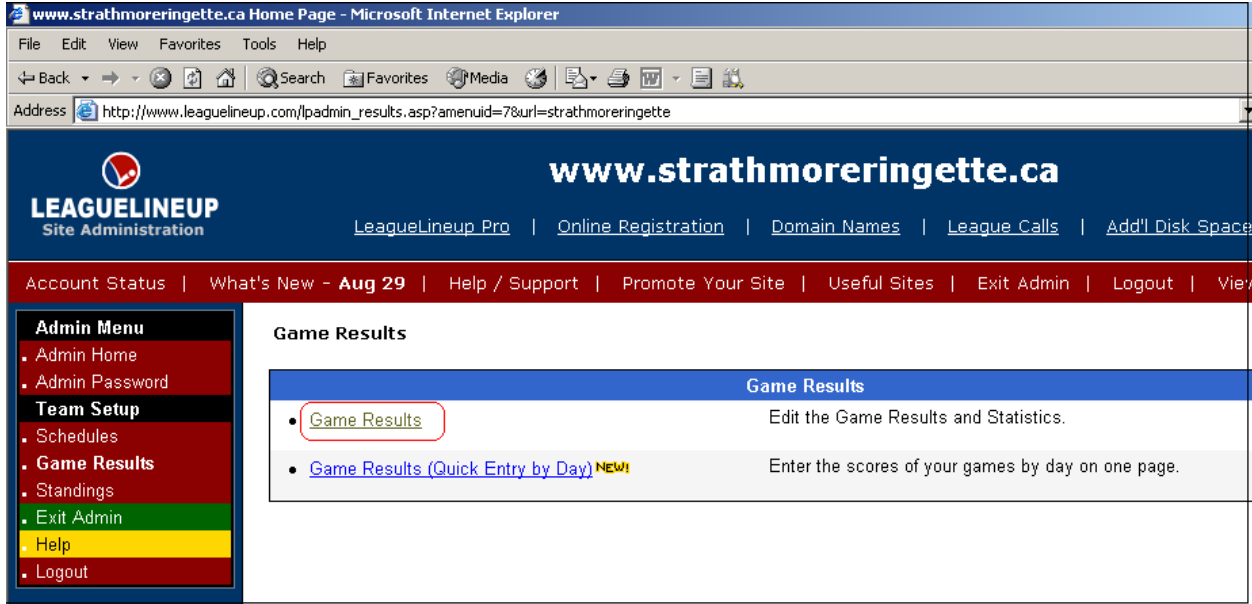 www.strathmoreringette.ca Home Page - Microsoft Internet Explorer
File Edit View Favorites Tools Help
Back Search Favorites Media
Address http://www.leaguelineup.com/lpadmin_results.asp?amenuid=7&url=strathmoreringette
www.strathmoreringette.ca
LEAGUELINEUP
Site Administration
LeagueLineup Pro | Online Registration | Domain Names | League Calls | Add'l Disk Space
Account Status | What's New - Aug 29 | Help / Support | Promote Your Site | Useful Sites | Exit Admin | Logout |
Admin Menu
Admin Home
Admin Password
Team Setup
Schedules
Game Results
Standings
Exit Admin
Help
Logout
Game Results
Game Results
Game Results Edit the Game Results and Statistics.
Game Results (Quick Entry by Day) NEW! Enter the scores of your games by day on one page.